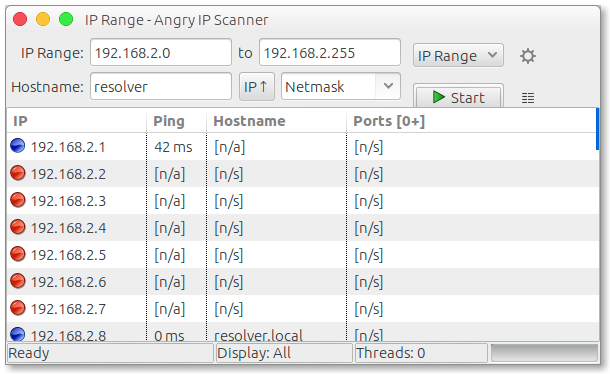 IP Range - Angry IP Scanner
IP Range: 192.168.2.0 to 192.168.2.255 IP Range
Hostname: resolver IP↑ Netmask Start
IP Ping Hostname Ports [0+]
192.168.2.1 42 ms [n/a] [n/s]
192.168.2.2 [n/a] [n/s] [n/s]
192.168.2.3 [n/a] [n/s] [n/s]
192.168.2.4 [n/a] [n/s] [n/s]
192.168.2.5 [n/a] [n/s] [n/s]
192.168.2.6 [n/a] [n/s] [n/s]
192.168.2.7 [n/a] [n/s] [n/s]
192.168.2.8 0 ms resolver.local [n/s]
Ready Display: All Threads: 0